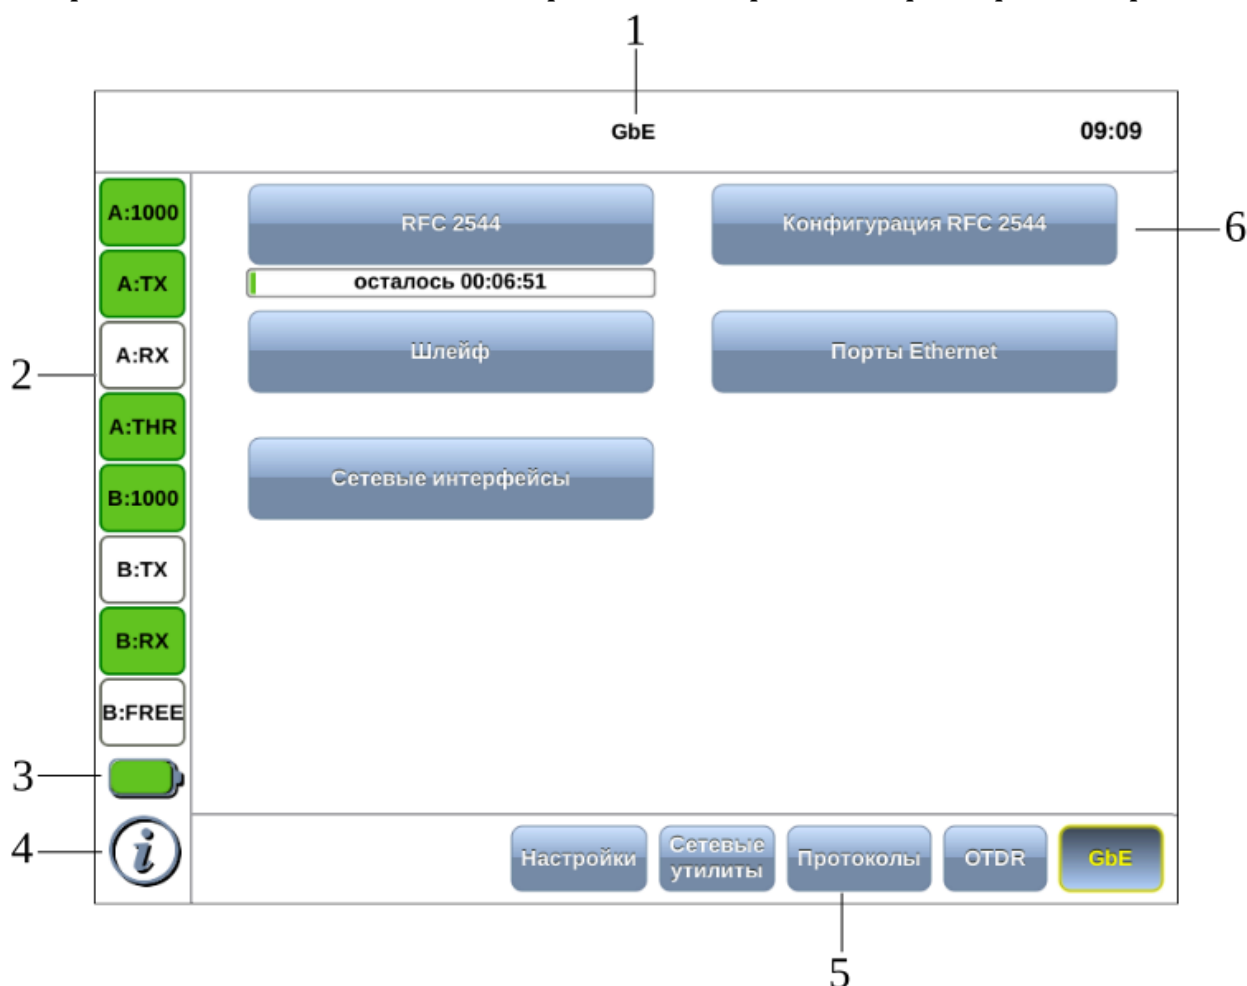 1
GbE
09:09
A:1000
RFC 2544
Конфигурация RFC 2544
6
A:TX
осталось 00:06:51
A:RX
Шлейф
Порты Ethernet
2
A:THR
Сетевые интерфейсы
B:1000
B:TX
B:RX
B:FREE
3
4
i
Настройки
Сетевые
утилиты
Протоколы
OTDR
GbE
5